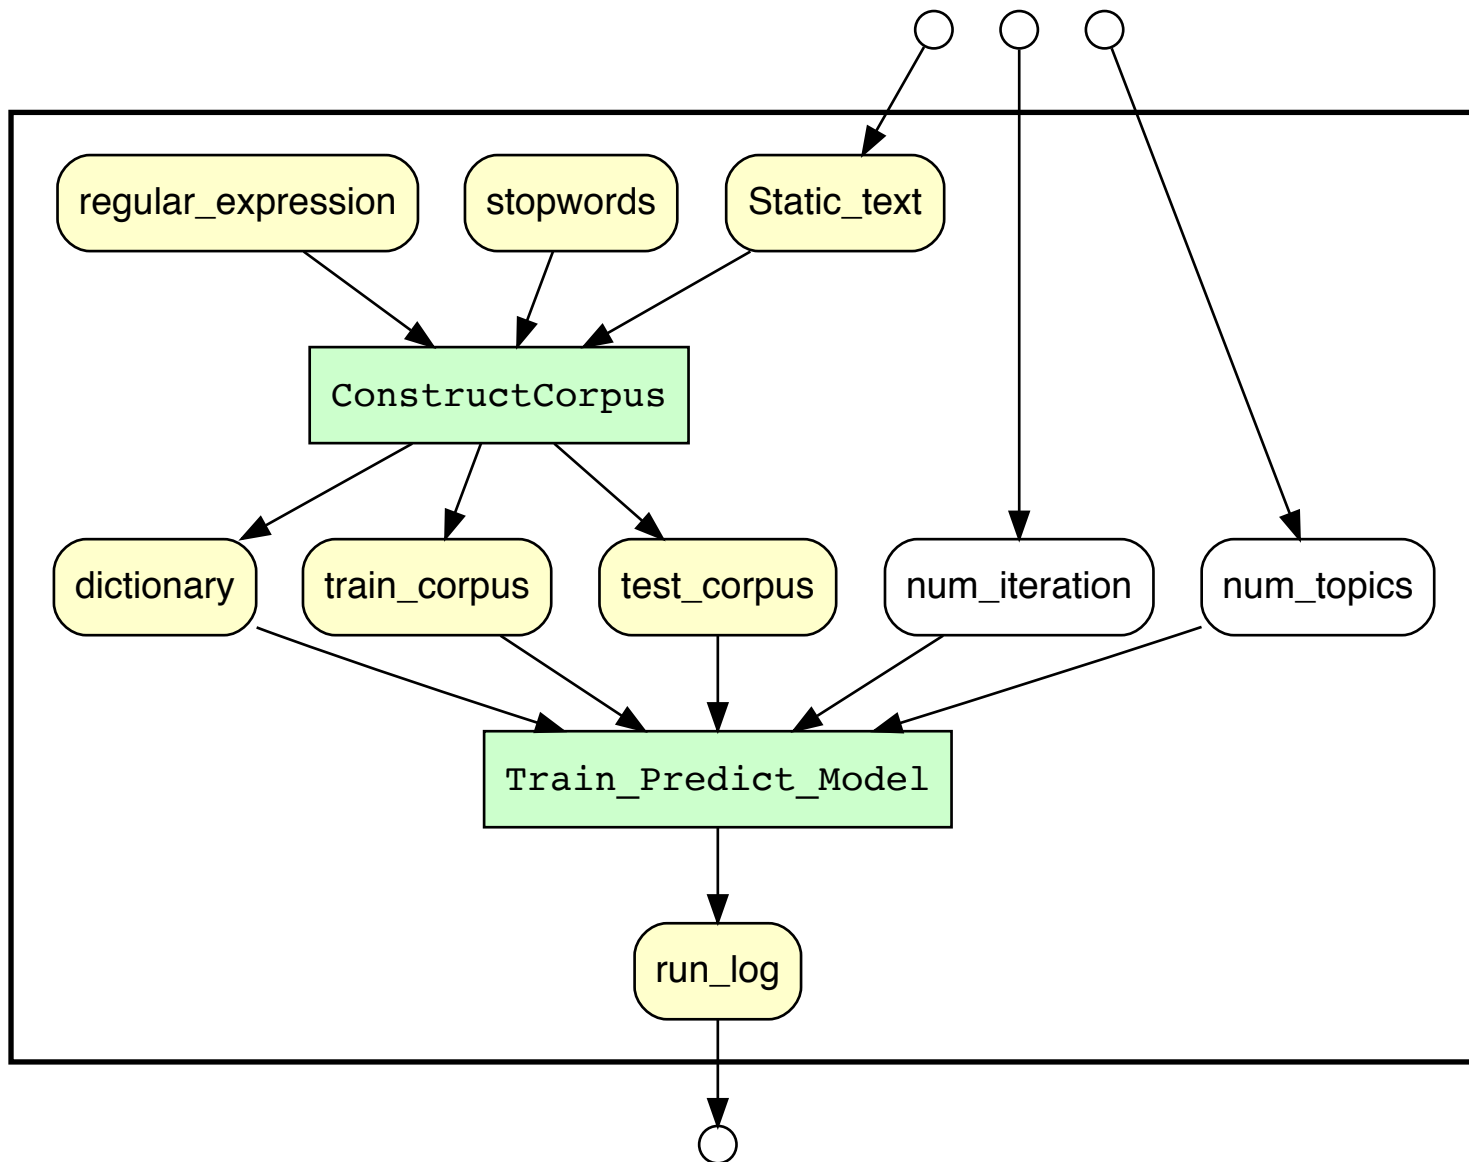 regular_expression
stopwords
Static_text
ConstructCorpus
dictionary
train_corpus
test_corpus
num_iteration
num_topics
Train_Predict_Model
run_log